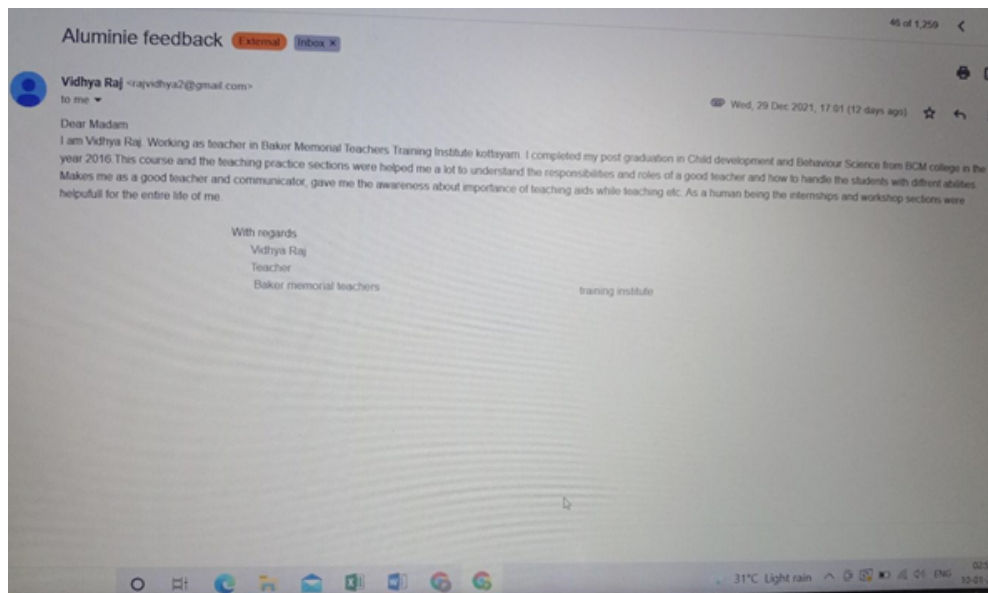 46 of 1,259
Aluminie feedback External Inbox ×
Vidhya Raj <rajvidhya2@gmail.com>
to me
Wed, 29 Dec 2021, 17:01 (12 days ago)
Dear Madam
I am Vidhya Raj. Working as teacher in Baker Memorial Teachers Training Institute kottayam. I completed my post graduation in Child development and Behaviour Science from BCM college in the
year 2016.This course and the teaching practice sections were helped me a lot to understand the responsibilities and roles of a good teacher and how to handle the students with diffrent abilities.
Makes me as a good teacher and communicator, gave me the awareness about importance of teaching aids while teaching etc. As a human being the internships and workshop sections were
helpufull for the entire life of me.
With regards
Vidhya Raj
Teacher
Baker memorial teachers training institute
31°C Light rain ENG